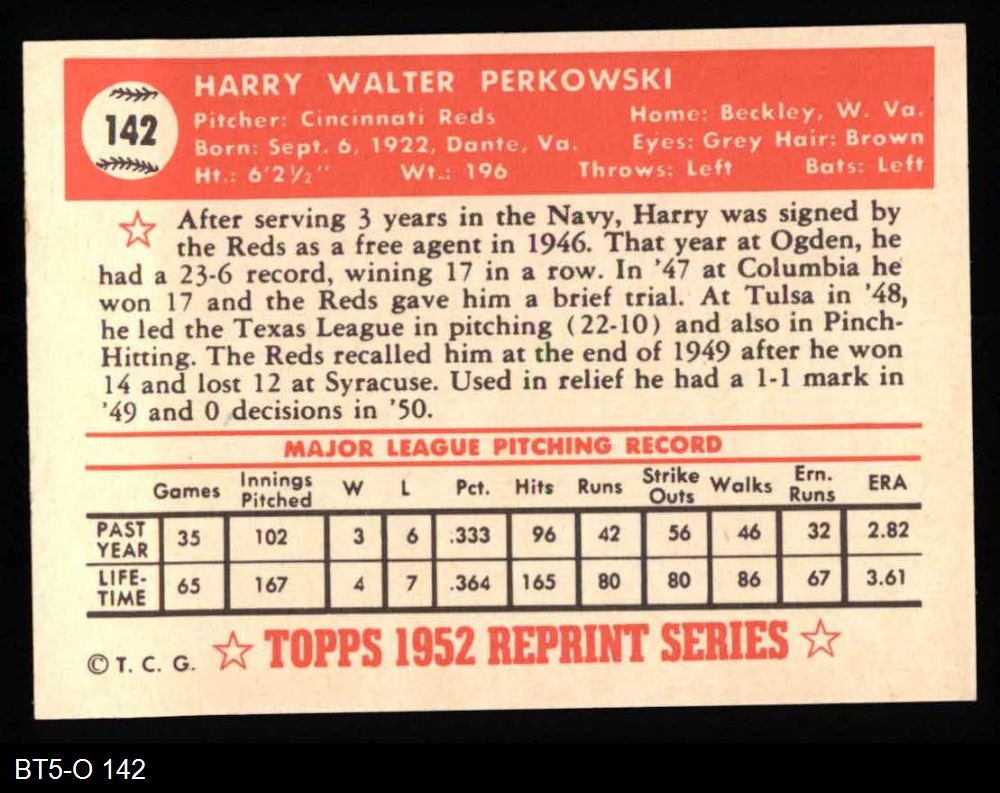 142
HARRY WALTER PERKOWSKI
Pitcher: Cincinnati Reds Home: Beckley, W. Va.
Born: Sept. 6, 1922, Dante, Va. Eyes: Grey Hair: Brown
Ht.: 6'2½" Wt.: 196 Throws: Left Bats: Left
After serving 3 years in the Navy, Harry was signed by
the Reds as a free agent in 1946. That year at Ogden, he
had a 23-6 record, wining 17 in a row. In '47 at Columbia he
won 17 and the Reds gave him a brief trial. At Tulsa in '48,
he led the Texas League in pitching (22-10) and also in Pinch-
Hitting. The Reds recalled him at the end of 1949 after he won
14 and lost 12 at Syracuse. Used in relief he had a 1-1 mark in
'49 and 0 decisions in '50.
MAJOR LEAGUE PITCHING RECORD
Games Innings Pitched W L Pct. Hits Runs Strike Outs Walks Ern. Runs ERA
PAST YEAR 35 102 3 6 .333 96 42 56 46 32 2.82
LIFE-TIME 65 167 4 7 .364 165 80 80 86 67 3.61
© T. C. G. TOPPS 1952 REPRINT SERIES
BT5-O 142